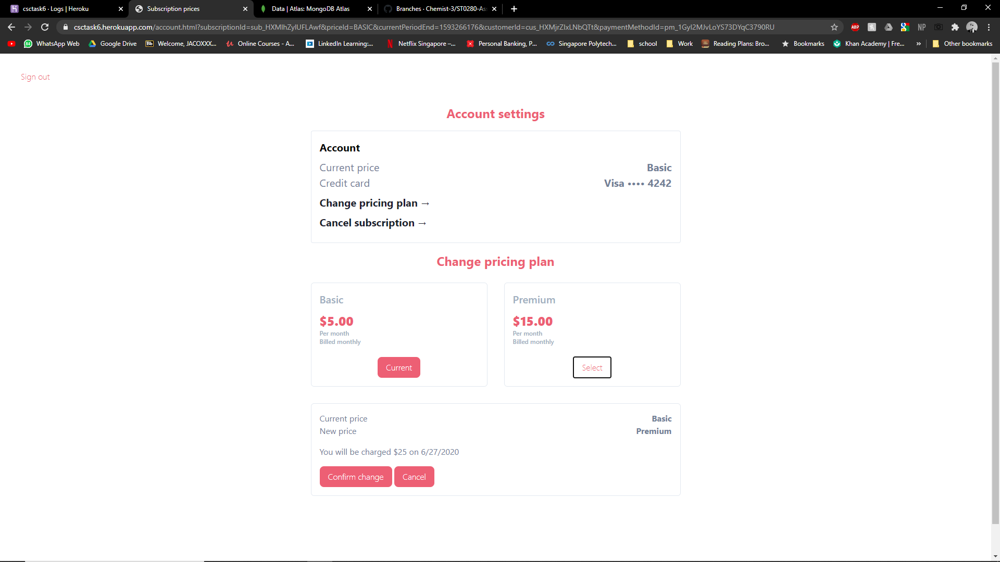 csctask6 · Logs | Heroku
Subscription prices
Data | Atlas: MongoDB Atlas
Branches · Chemist-3/ST0280-As
csctask6.herokuapp.com/account.html?subscriptionId=sub_HXMlhZylUFLAwf&priceId=BASIC&currentPeriodEnd=1593266176&customerId=cus_HXMjrZlxLNbQTt&paymentMethodId=pm_1Gyl2MJvLoYS73DYqC3790RU
ABP
NP
84 WhatsApp Web
Google Drive
Bb Welcome, JACOXXX...
Online Courses - A...
LinkedIn Learning:...
Netflix Singapore –...
Personal Banking, P...
Singapore Polytech...
school
Work
Reading Plans: Bro...
Bookmarks
Khan Academy | Fre...
»
Other bookmarks
Sign out
Account settings
Account
Current price Basic
Credit card Visa •••• 4242
Change pricing plan →
Cancel subscription →
Change pricing plan
Basic
$5.00
Per month
Billed monthly
Current
Premium
$15.00
Per month
Billed monthly
Select
Current price Basic
New price Premium
You will be charged $25 on 6/27/2020
Confirm change Cancel